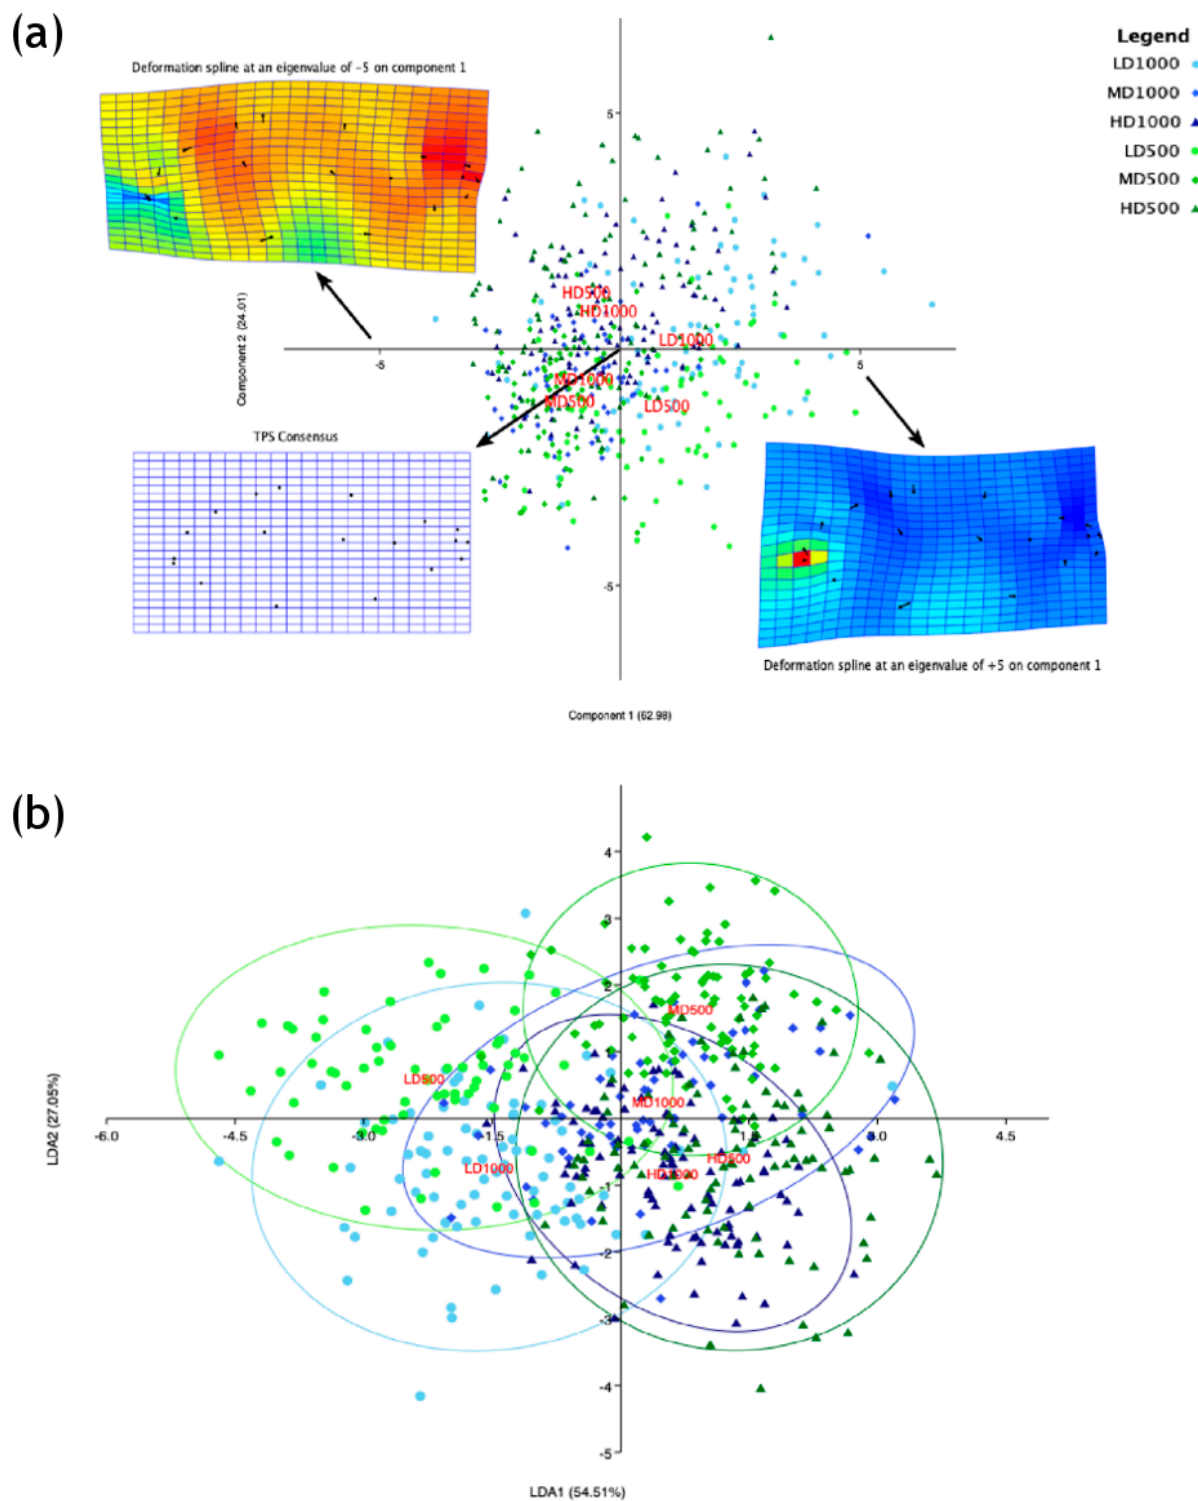 (a)
Deformation spline at an eigenvalue of -5 on component 1
Legend
LD1000
MD1000
HD1000
LD500
MD500
HD500
5
Component 2 (24.01)
HD500
HD1000
LD1000
-5
5
MD1000
MD500
LD500
TPS Consensus
-5
Deformation spline at an eigenvalue of +5 on component 1
Component 1 (62.98)
(b)
4
3
2
MD500
LD500
LDA2 (27.05%)
MD1000
-6.0
-4.5
-3.0
-1.5
1.5
3.0
4.5
LD1000
HD500
HD1000
-1
-2
-3
-4
-5
LDA1 (54.51%)